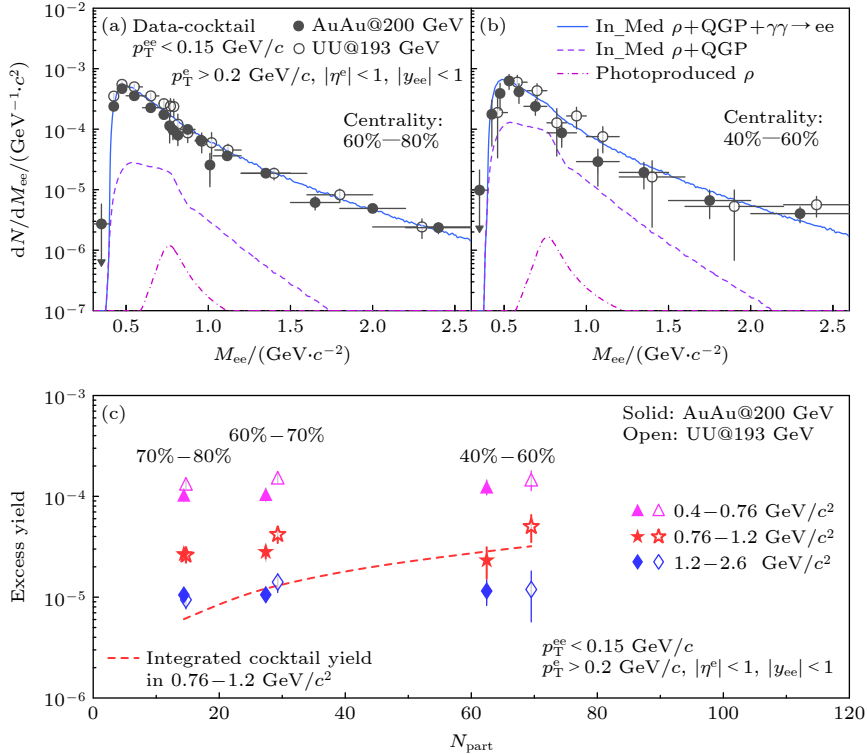 (a) Data-cocktail
p_T^ee < 0.15 GeV/c
AuAu@200 GeV
UU@193 GeV
p_T^e > 0.2 GeV/c, |η^e| < 1, |y_ee| < 1
Centrality:
60%—80%
dN/dM_ee/(GeV^−1·c^2)
10^−2
10^−3
10^−4
10^−5
10^−6
10^−7
0.5
1.0
1.5
2.0
2.5
M_ee/(GeV·c^−2)
(b)
In_Med ρ+QGP+γγ→ee
In_Med ρ+QGP
Photoproduced ρ
Centrality:
40%—60%
0.5
1.0
1.5
2.0
2.5
M_ee/(GeV·c^−2)
(c)
Solid: AuAu@200 GeV
Open: UU@193 GeV
60%−70%
70%−80%
40%−60%
0.4−0.76 GeV/c^2
0.76−1.2 GeV/c^2
1.2−2.6 GeV/c^2
Integrated cocktail yield
in 0.76−1.2 GeV/c^2
p_T^ee < 0.15 GeV/c
p_T^e > 0.2 GeV/c, |η^e| < 1, |y_ee| < 1
Excess yield
10^−3
10^−4
10^−5
10^−6
0
20
40
60
80
100
120
N_part